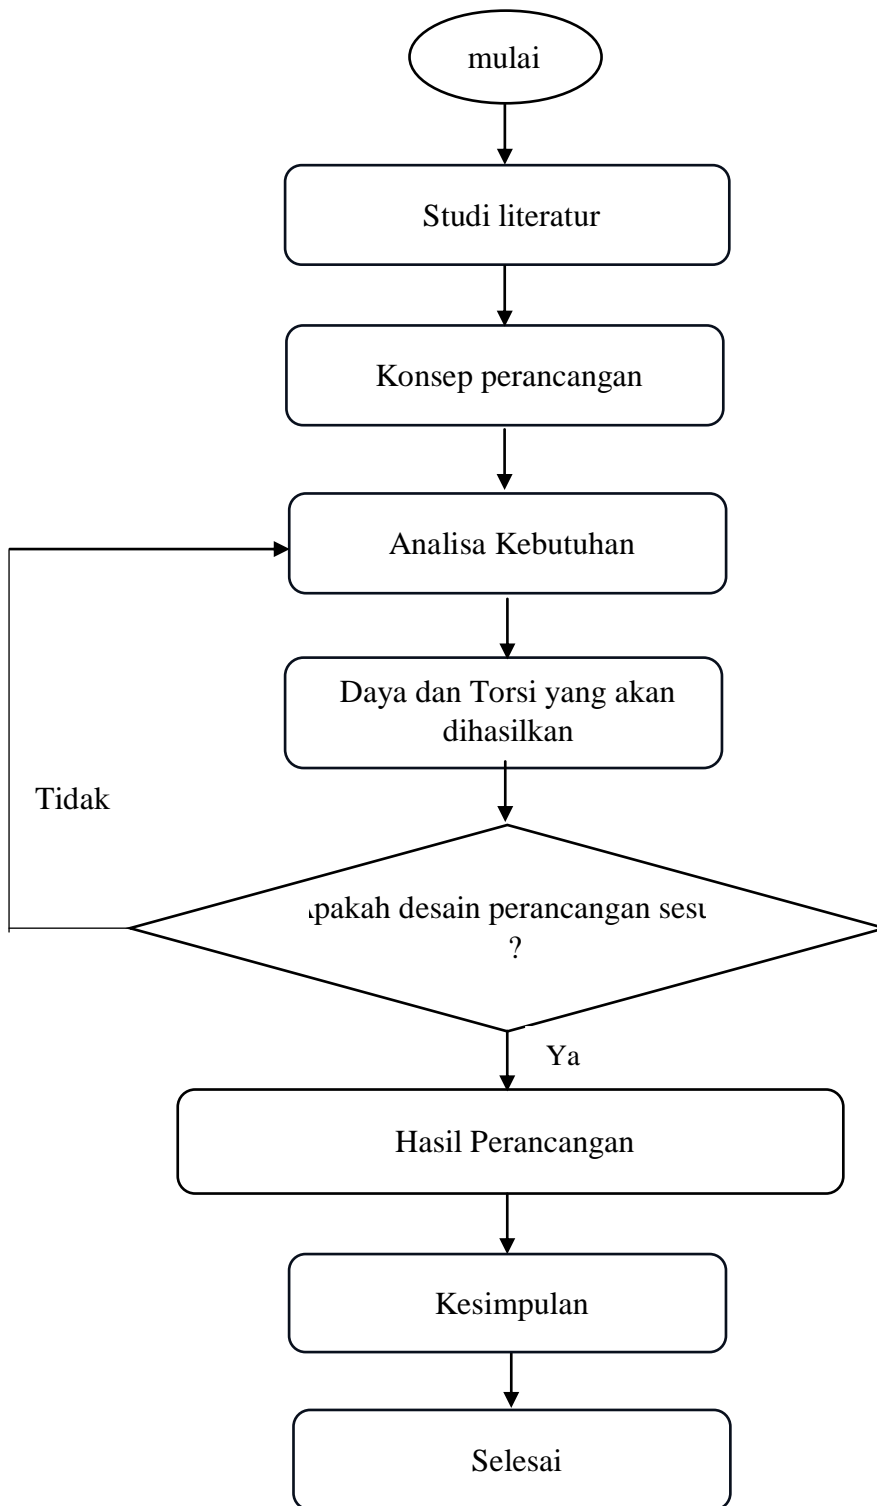 mulai
Studi literatur
Konsep perancangan
Analisa Kebutuhan
Daya dan Torsi yang akan
dihasilkan
Tidak
desain perancangan
?
Ya
Hasil Perancangan
Kesimpulan
Selesai